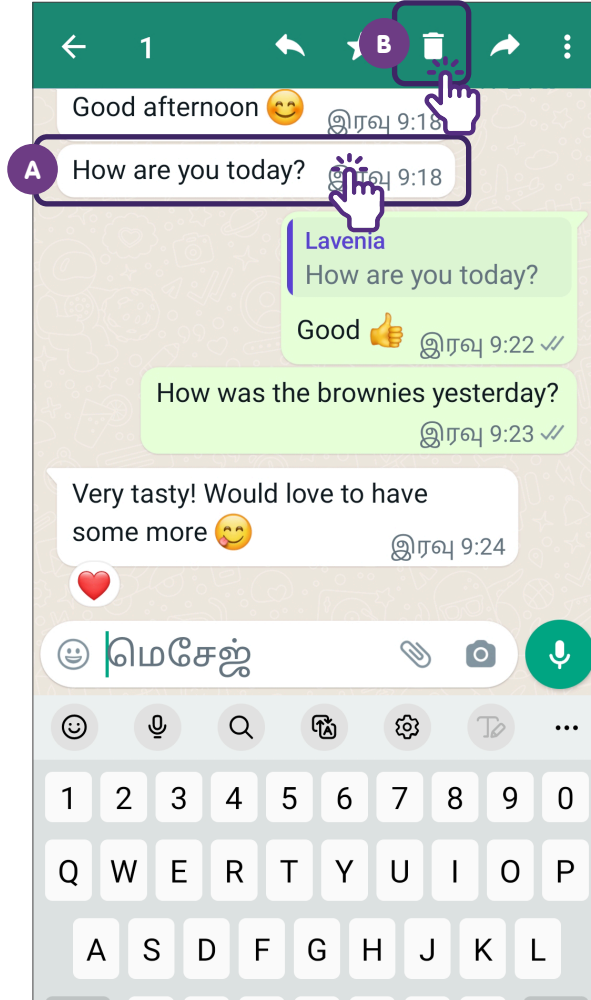 1
B
Good afternoon 😊
இரவு 9:18
A
How are you today?
இரவு 9:18
Lavenia
How are you today?
Good 👍
இரவு 9:22
How was the brownies yesterday?
இரவு 9:23
Very tasty! Would love to have
some more 😋
இரவு 9:24
மெசேஜ்
1 2 3 4 5 6 7 8 9 0
Q W E R T Y U I O P
A S D F G H J K L